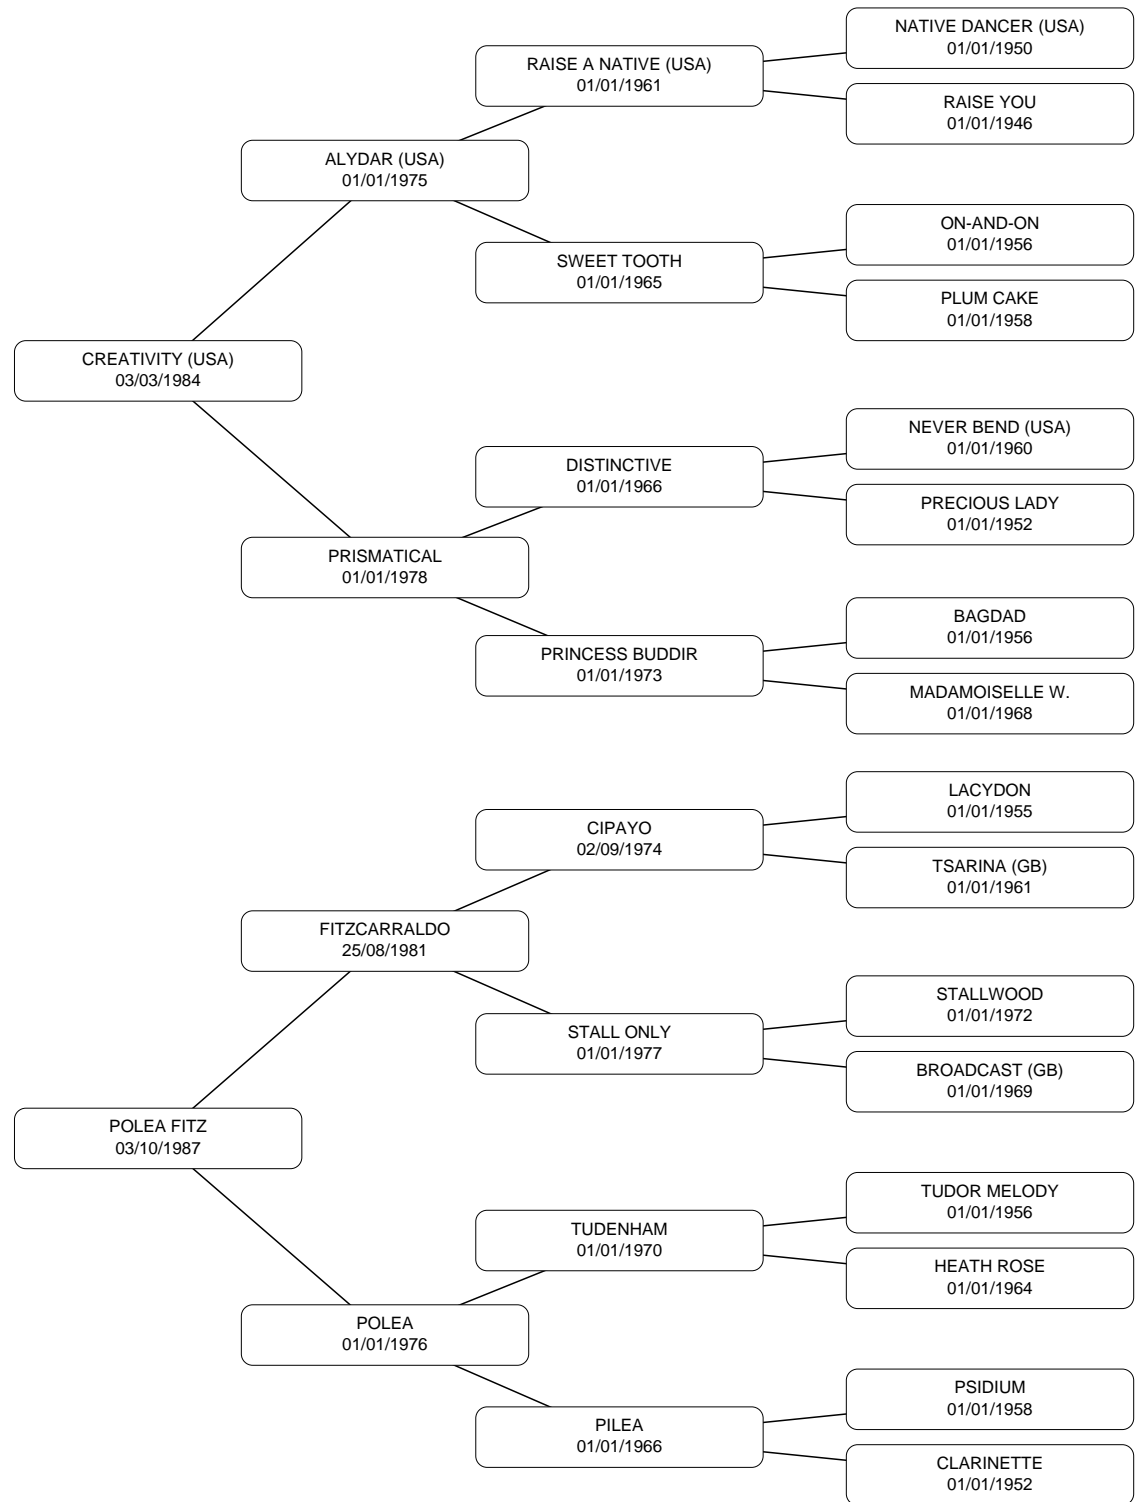 NATIVE DANCER (USA)
01/01/1950
RAISE A NATIVE (USA)
01/01/1961
RAISE YOU
01/01/1946
ALYDAR (USA)
01/01/1975
ON-AND-ON
01/01/1956
SWEET TOOTH
01/01/1965
PLUM CAKE
01/01/1958
CREATIVITY (USA)
03/03/1984
NEVER BEND (USA)
01/01/1960
DISTINCTIVE
01/01/1966
PRECIOUS LADY
01/01/1952
PRISMATICAL
01/01/1978
BAGDAD
01/01/1956
PRINCESS BUDDIR
01/01/1973
MADAMOISELLE W.
01/01/1968
LACYDON
01/01/1955
CIPAYO
02/09/1974
TSARINA (GB)
01/01/1961
FITZCARRALDO
25/08/1981
STALLWOOD
01/01/1972
STALL ONLY
01/01/1977
BROADCAST (GB)
01/01/1969
POLEA FITZ
03/10/1987
TUDOR MELODY
01/01/1956
TUDENHAM
01/01/1970
HEATH ROSE
01/01/1964
POLEA
01/01/1976
PSIDIUM
01/01/1958
PILEA
01/01/1966
CLARINETTE
01/01/1952